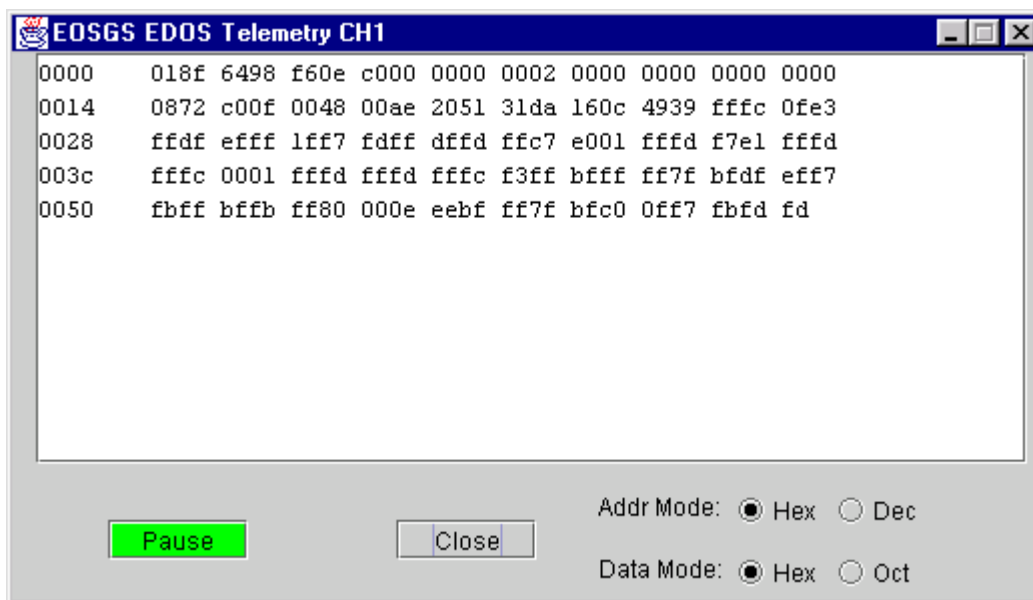 EOSGS EDOS Telemetry CH1
0000 018f 6498 f60e c000 0000 0002 0000 0000 0000 0000
0014 0872 c00f 0048 00ae 2051 31da 160c 4939 fffc 0fe3
0028 ffdf efff 1ff7 fdff dffd ffc7 e001 fffd f7e1 fffd
003c fffc 0001 fffd fffd fffc f3ff bfff ff7f bfdf eff7
0050 fbff bffb ff80 000e eebf ff7f bfc0 0ff7 fbfd fd
Addr Mode: Hex Dec
Pause Close
Data Mode: Hex Oct